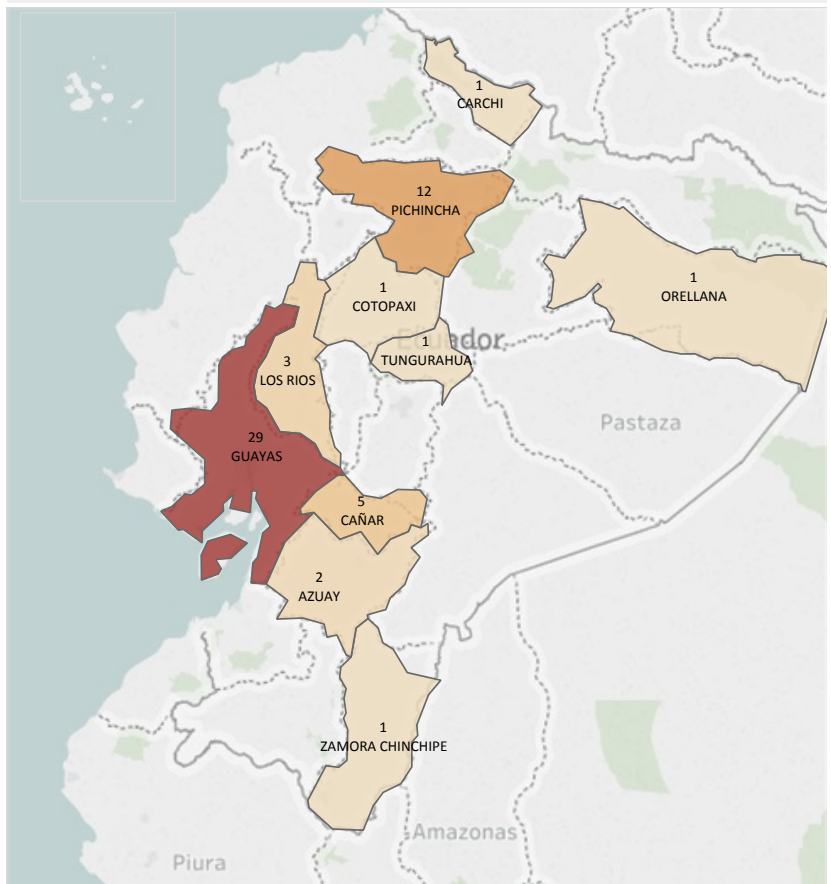 1
CARCHI
12
PICHINCHA
1
COTOPAXI
1
ORELLANA
Ecuador
1
TUNGURAHUA
3
LOS RIOS
Pastaza
29
GUAYAS
5
CAÑAR
2
AZUAY
1
ZAMORA CHINCHIPE
Amazonas
Piura